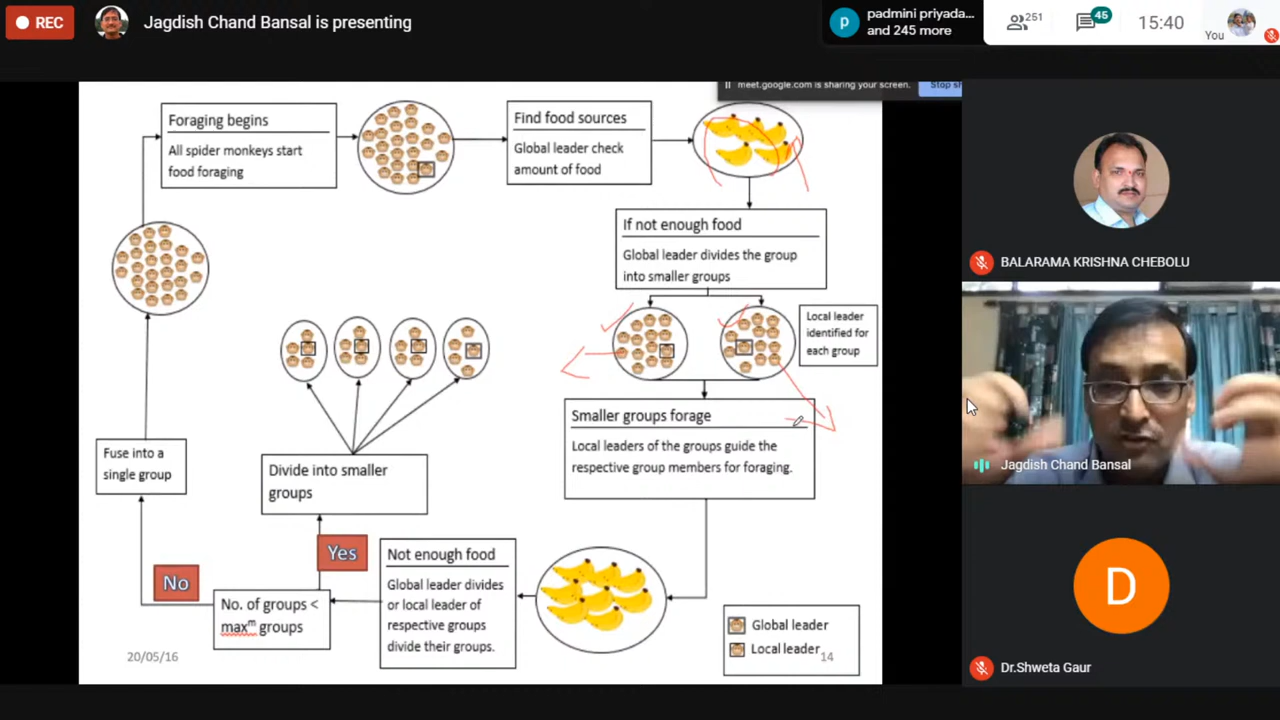 REC
Jagdish Chand Bansal is presenting
p
padmini priyada...
and 245 more
251
45
15:40
You
meet.google.com is sharing your screen.
Stop sh
Foraging begins
All spider monkeys start
food foraging
Find food sources
Global leader check
amount of food
If not enough food
Global leader divides the group
into smaller groups
Local leader
identified for
each group
Smaller groups forage
Local leaders of the groups guide the
respective group members for foraging.
Fuse into a
single group
Divide into smaller
groups
Yes
No
Not enough food
Global leader divides
or local leader of
respective groups
divide their groups.
No. of groups <
maxᵐ groups
Global leader
Local leader
20/05/16
14
BALARAMA KRISHNA CHEBOLU
Jagdish Chand Bansal
D
Dr.Shweta Gaur